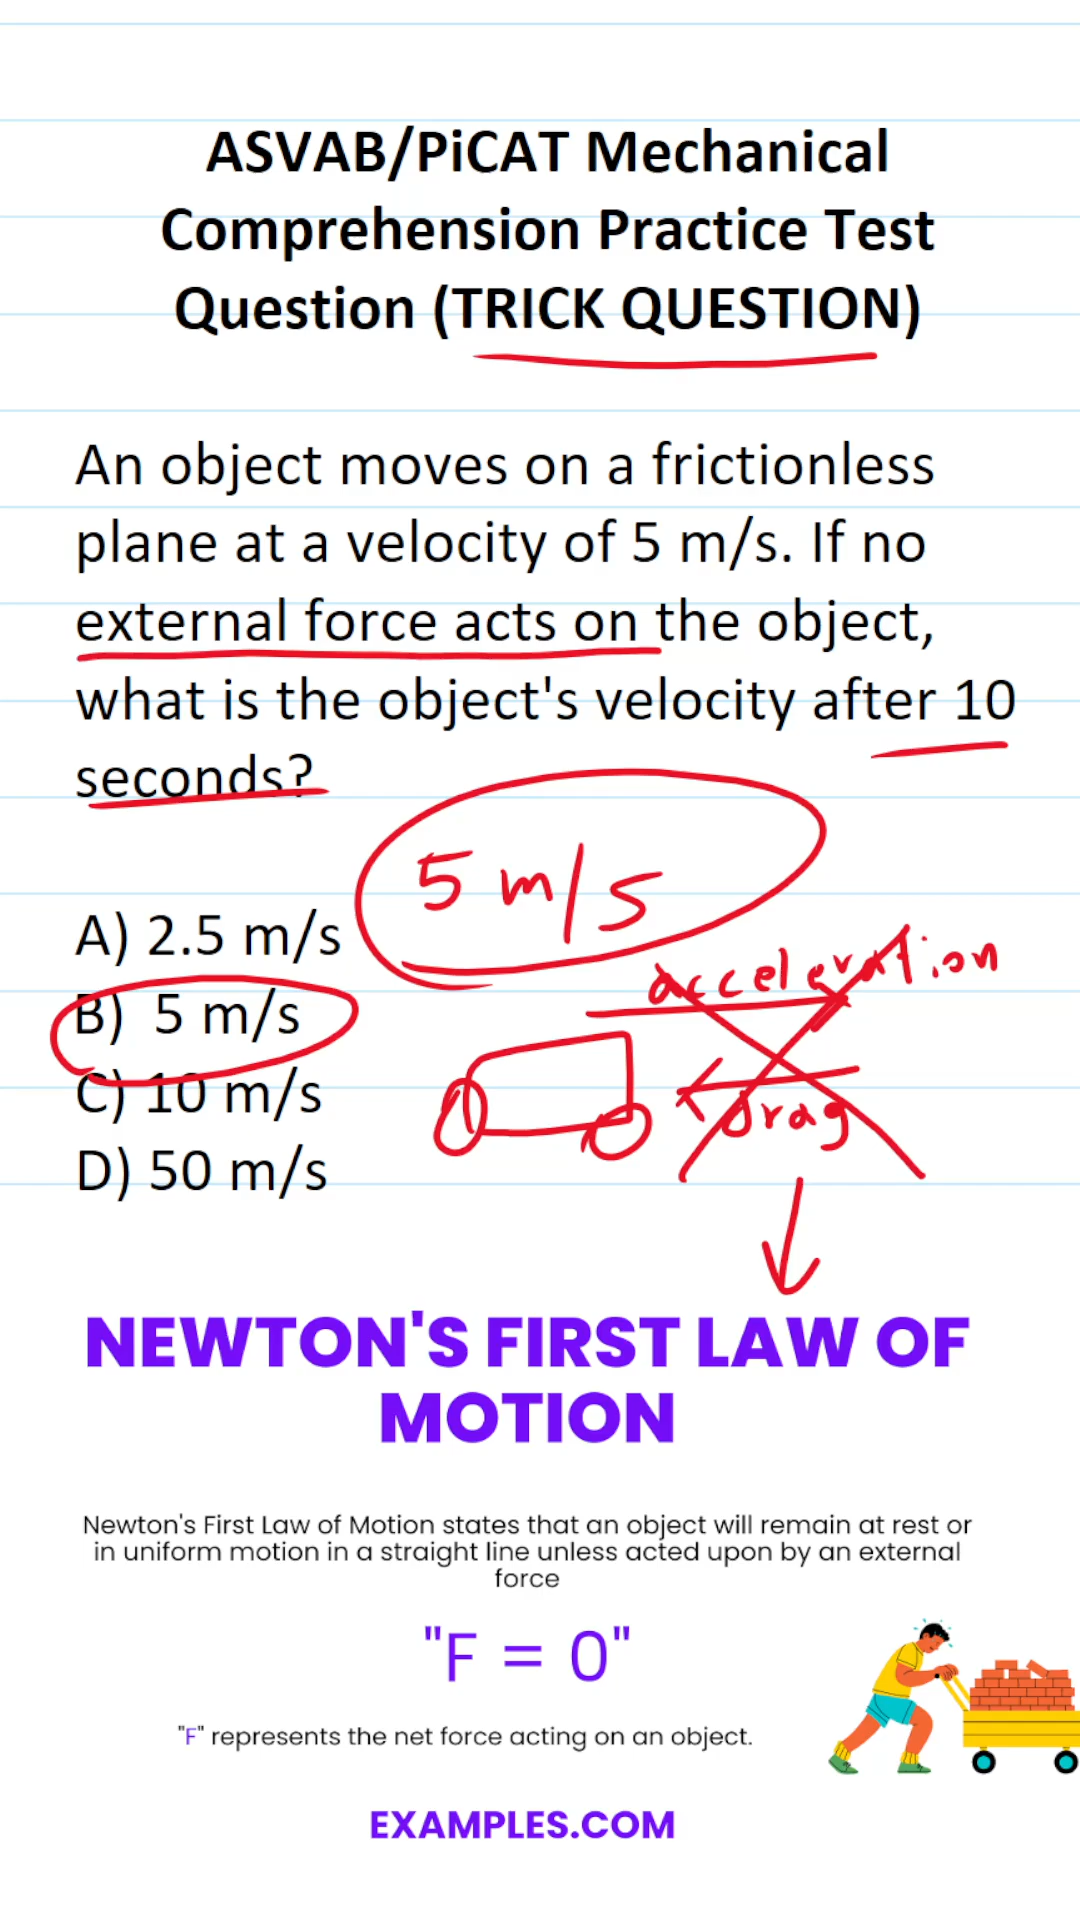 ASVAB/PiCAT Mechanical
Comprehension Practice Test
Question (TRICK QUESTION)
An object moves on a frictionless
plane at a velocity of 5 m/s. If no
external force acts on the object,
what is the object's velocity after 10
seconds?
5 m/s
A) 2.5 m/s
acceleration
B) 5 m/s
C) 10 m/s
drag
D) 50 m/s
NEWTON'S FIRST LAW OF
MOTION
Newton's First Law of Motion states that an object will remain at rest or
in uniform motion in a straight line unless acted upon by an external
force
"F = 0"
"F" represents the net force acting on an object.
EXAMPLES.COM